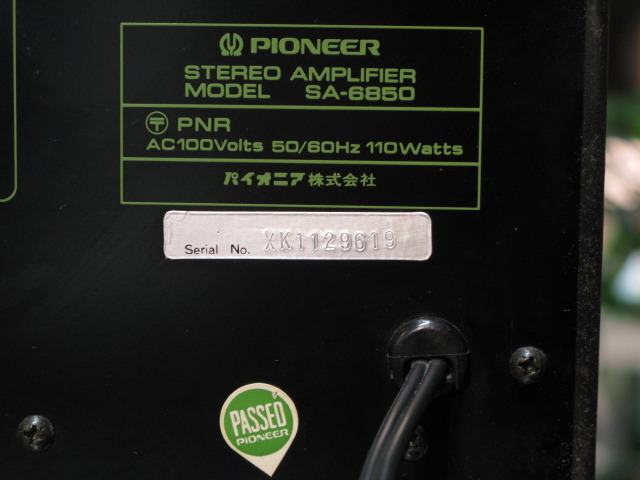 PIONEER
STEREO AMPLIFIER
MODEL SA-6850
〒 PNR
AC100Volts 50/60Hz 110Watts
パイオニア株式会社
Serial No. XK1129619
PASSED
PIONEER